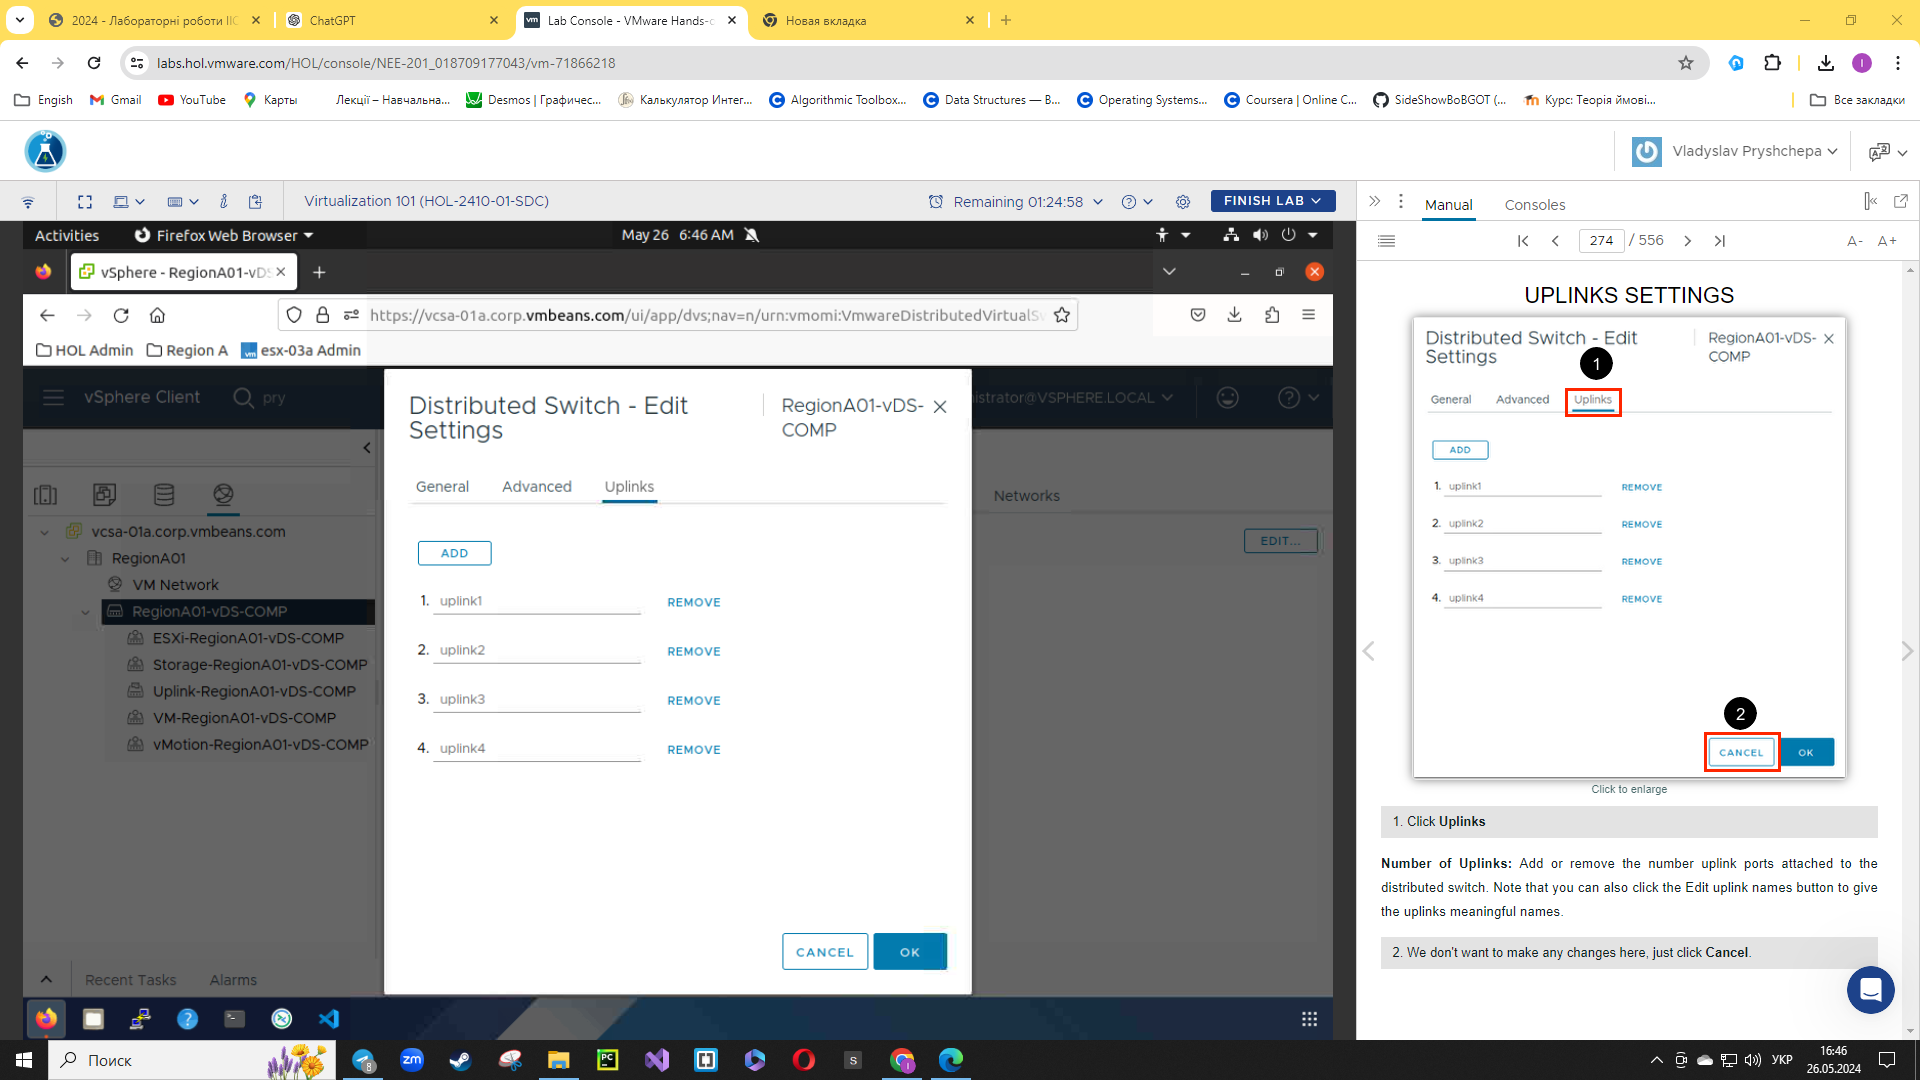 2024 - Лабораторні роботи ІІС
ChatGPT
Lab Console - VMware Hands-o
Новая вкладка
labs.hol.vmware.com/HOL/console/NEE-201_018709177043/vm-71866218
Engish
Gmail
YouTube
Карты
Лекції – Навчальна...
Desmos | Графичес...
Калькулятор Интег...
Algorithmic Toolbox...
Data Structures — В...
Operating Systems...
Coursera | Online C...
SideShowBoBGOT (...
Курс: Теорія ймові...
Все закладки
Vladyslav Pryshchepa
Virtualization 101 (HOL-2410-01-SDC)
Remaining 01:24:58
FINISH LAB
Manual
Consoles
274 / 556
A-
A+
Activities
Firefox Web Browser
May 26 6:46 AM
vSphere - RegionA01-vDS
https://vcsa-01a.corp.vmbeans.com/ui/app/dvs;nav=n/urn:vmomi:VmwareDistributedVirtualSw
HOL Admin
Region A
esx-03a Admin
vSphere Client
pry
istrator@VSPHERE.LOCAL
vcsa-01a.corp.vmbeans.com
RegionA01
VM Network
RegionA01-vDS-COMP
ESXi-RegionA01-vDS-COMP
Storage-RegionA01-vDS-COMP
Uplink-RegionA01-vDS-COMP
VM-RegionA01-vDS-COMP
vMotion-RegionA01-vDS-COMP
Networks
EDIT...
Distributed Switch - Edit Settings
RegionA01-vDS-COMP
General
Advanced
Uplinks
ADD
1. uplink1 REMOVE
2. uplink2 REMOVE
3. uplink3 REMOVE
4. uplink4 REMOVE
CANCEL
OK
Recent Tasks
Alarms
UPLINKS SETTINGS
Distributed Switch - Edit Settings
RegionA01-vDS-COMP
1
General
Advanced
Uplinks
ADD
1. uplink1 REMOVE
2. uplink2 REMOVE
3. uplink3 REMOVE
4. uplink4 REMOVE
2
CANCEL
OK
Click to enlarge
1. Click Uplinks
Number of Uplinks: Add or remove the number uplink ports attached to the
distributed switch. Note that you can also click the Edit uplink names button to give
the uplinks meaningful names.
2. We don't want to make any changes here, just click Cancel.
Поиск
УКР
16:46
26.05.2024